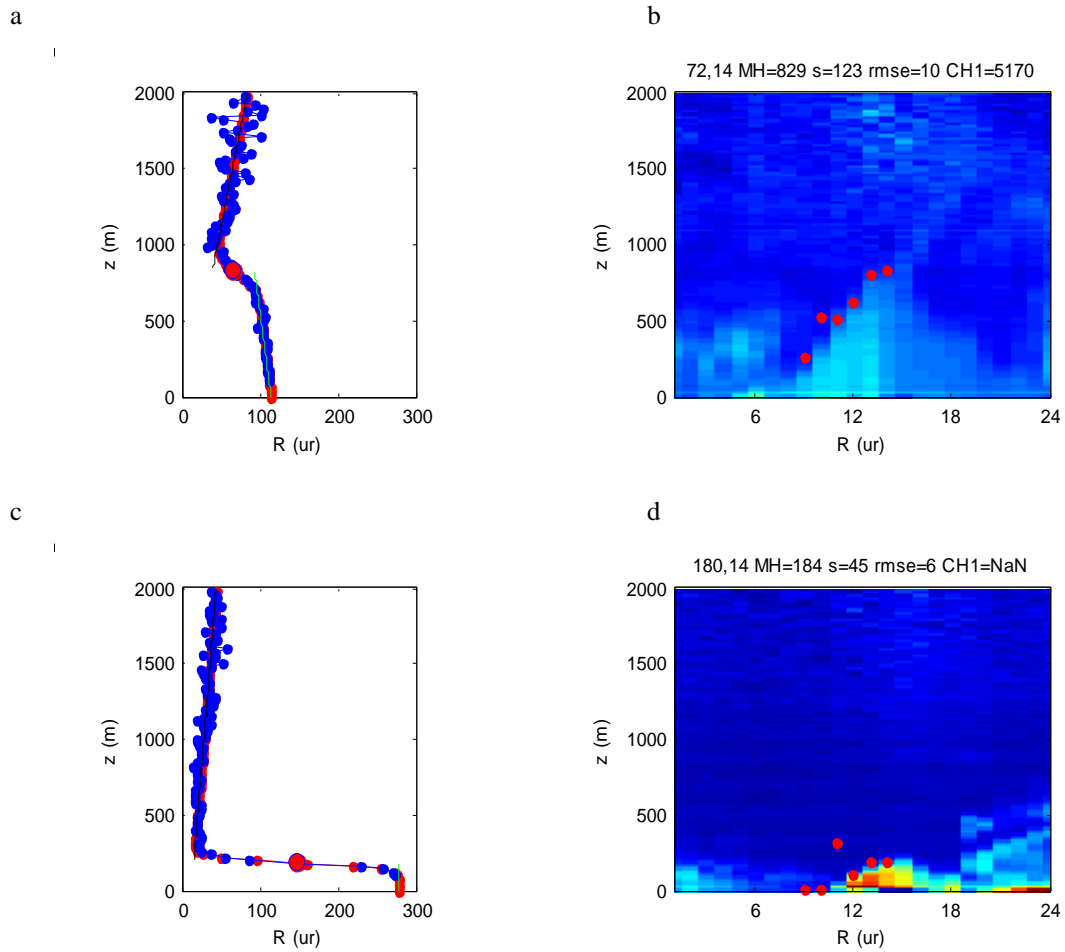 a
b
72,14 MH=829 s=123 rmse=10 CH1=5170
2000
1500
1000
500
0
z (m)
0 100 200 300
R (ur)
2000
1500
1000
500
0
z (m)
6 12 18 24
R (ur)
c
d
180,14 MH=184 s=45 rmse=6 CH1=NaN
2000
1500
1000
500
0
z (m)
0 100 200 300
R (ur)
2000
1500
1000
500
0
z (m)
6 12 18 24
R (ur)